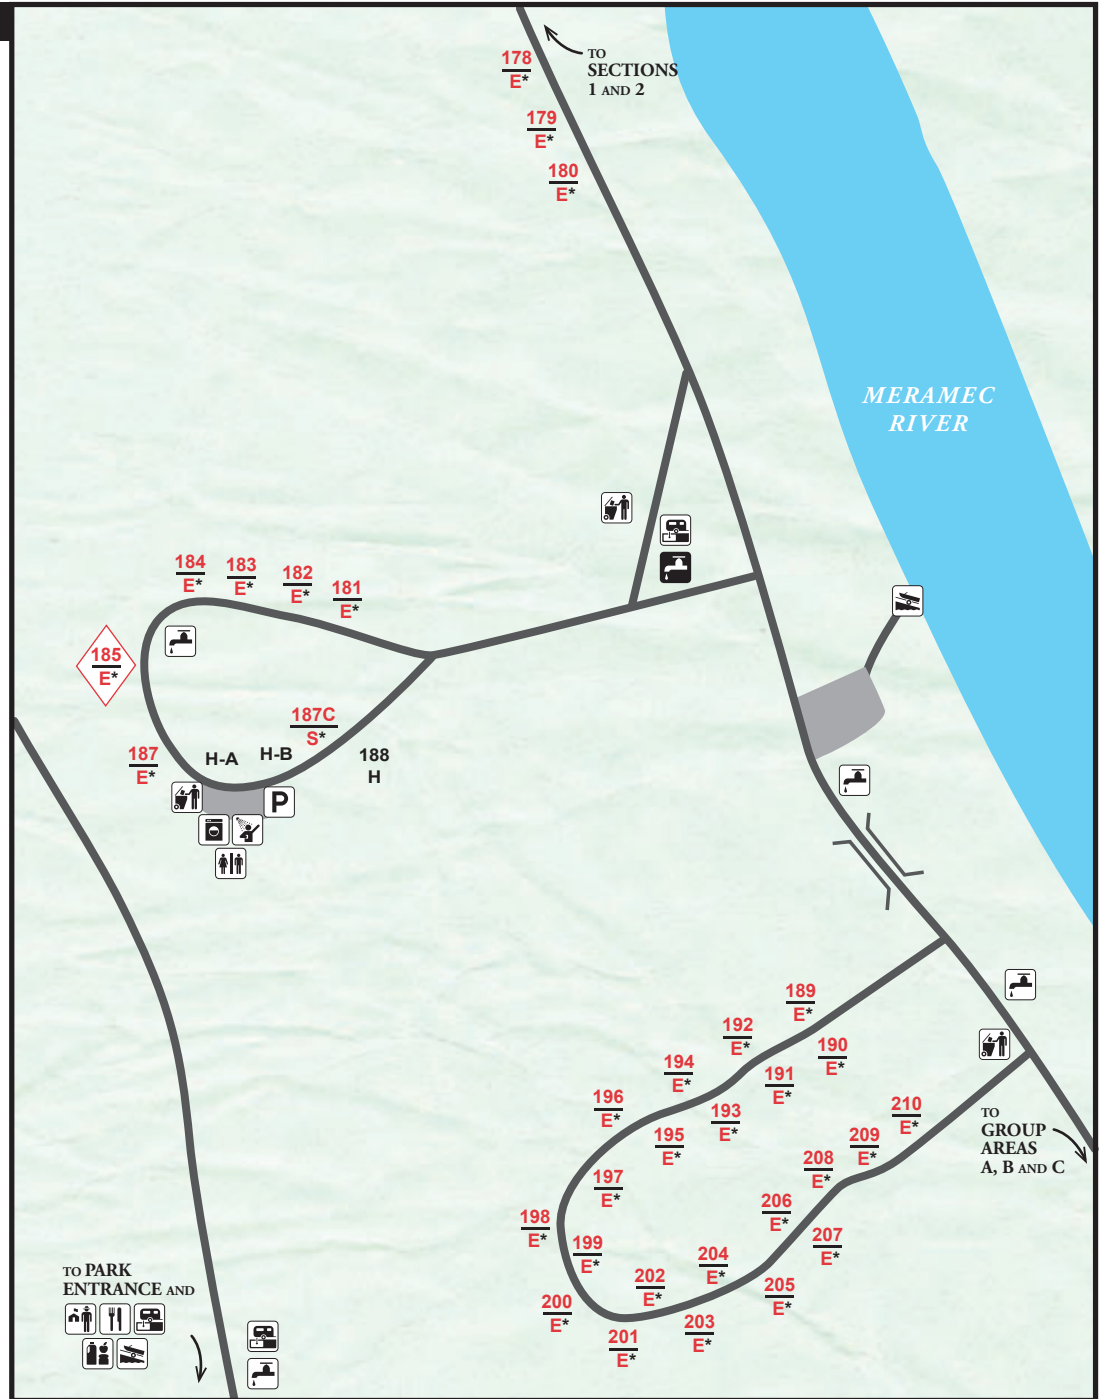 TO
SECTIONS
1 AND 2
178
E*
179
E*
180
E*
MERAMEC
RIVER
184
E*
183
E*
182
E*
181
E*
185
E*
187C
S*
187
E*
H-A
H-B
188
H
P
189
E*
192
E*
190
E*
194
E*
191
E*
196
E*
193
E*
195
E*
210
E*
209
E*
208
E*
TO
GROUP
AREAS
A, B AND C
197
E*
198
E*
206
E*
199
E*
207
E*
204
E*
202
E*
205
E*
200
E*
203
E*
201
E*
TO PARK
ENTRANCE AND